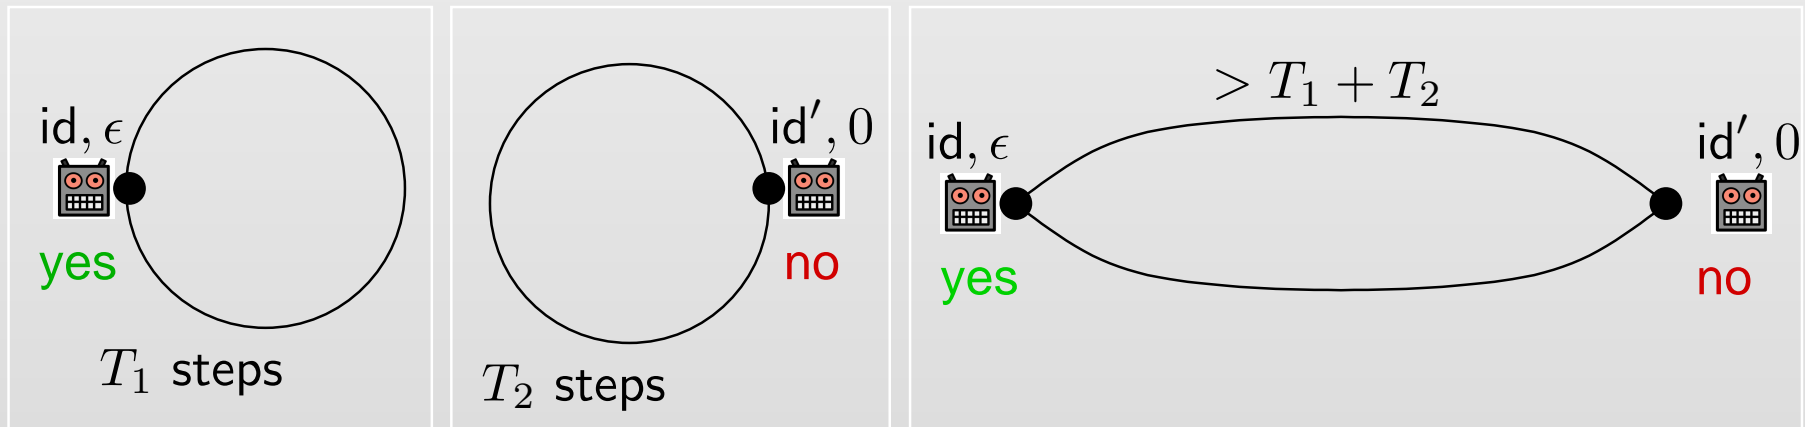 id, ϵ
yes
T₁ steps
id′, 0
no
T₂ steps
> T₁ + T₂
id, ϵ
yes
id′, 0
no